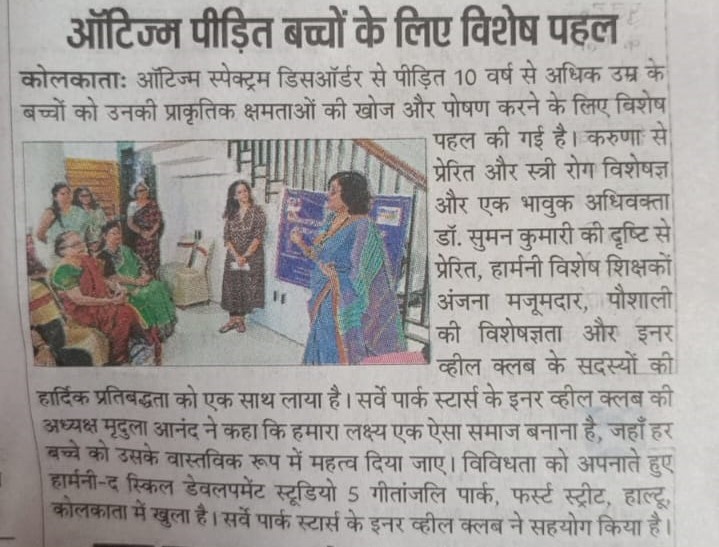 ऑटिज्म पीड़ित बच्चों के लिए विशेष पहल
कोलकाताः ऑटिज्म स्पेक्ट्रम डिसऑर्डर से पीड़ित 10 वर्ष से अधिक उम्र के
बच्चों को उनकी प्राकृतिक क्षमताओं की खोज और पोषण करने के लिए विशेष
पहल की गई है। करुणा से
प्रेरित और स्त्री रोग विशेषज्ञ
और एक भावुक अधिवक्ता
डॉ. सुमन कुमारी की दृष्टि से
प्रेरित, हार्मनी विशेष शिक्षकों
अंजना मजूमदार, पौशाली
की विशेषज्ञता और इनर
व्हील क्लब के सदस्यों की
हार्दिक प्रतिबद्धता को एक साथ लाया है। सर्वे पार्क स्टार्स के इनर व्हील क्लब की
अध्यक्ष मृदुला आनंद ने कहा कि हमारा लक्ष्य एक ऐसा समाज बनाना है, जहाँ हर
बच्चे को उसके वास्तविक रूप में महत्व दिया जाए। विविधता को अपनाते हुए
हार्मनी-द स्किल डेवलपमेंट स्टूडियो 5 गीतांजलि पार्क, फर्स्ट स्ट्रीट, हाल्टू,
कोलकाता में खुला है। सर्वे पार्क स्टार्स के इनर व्हील क्लब ने सहयोग किया है।